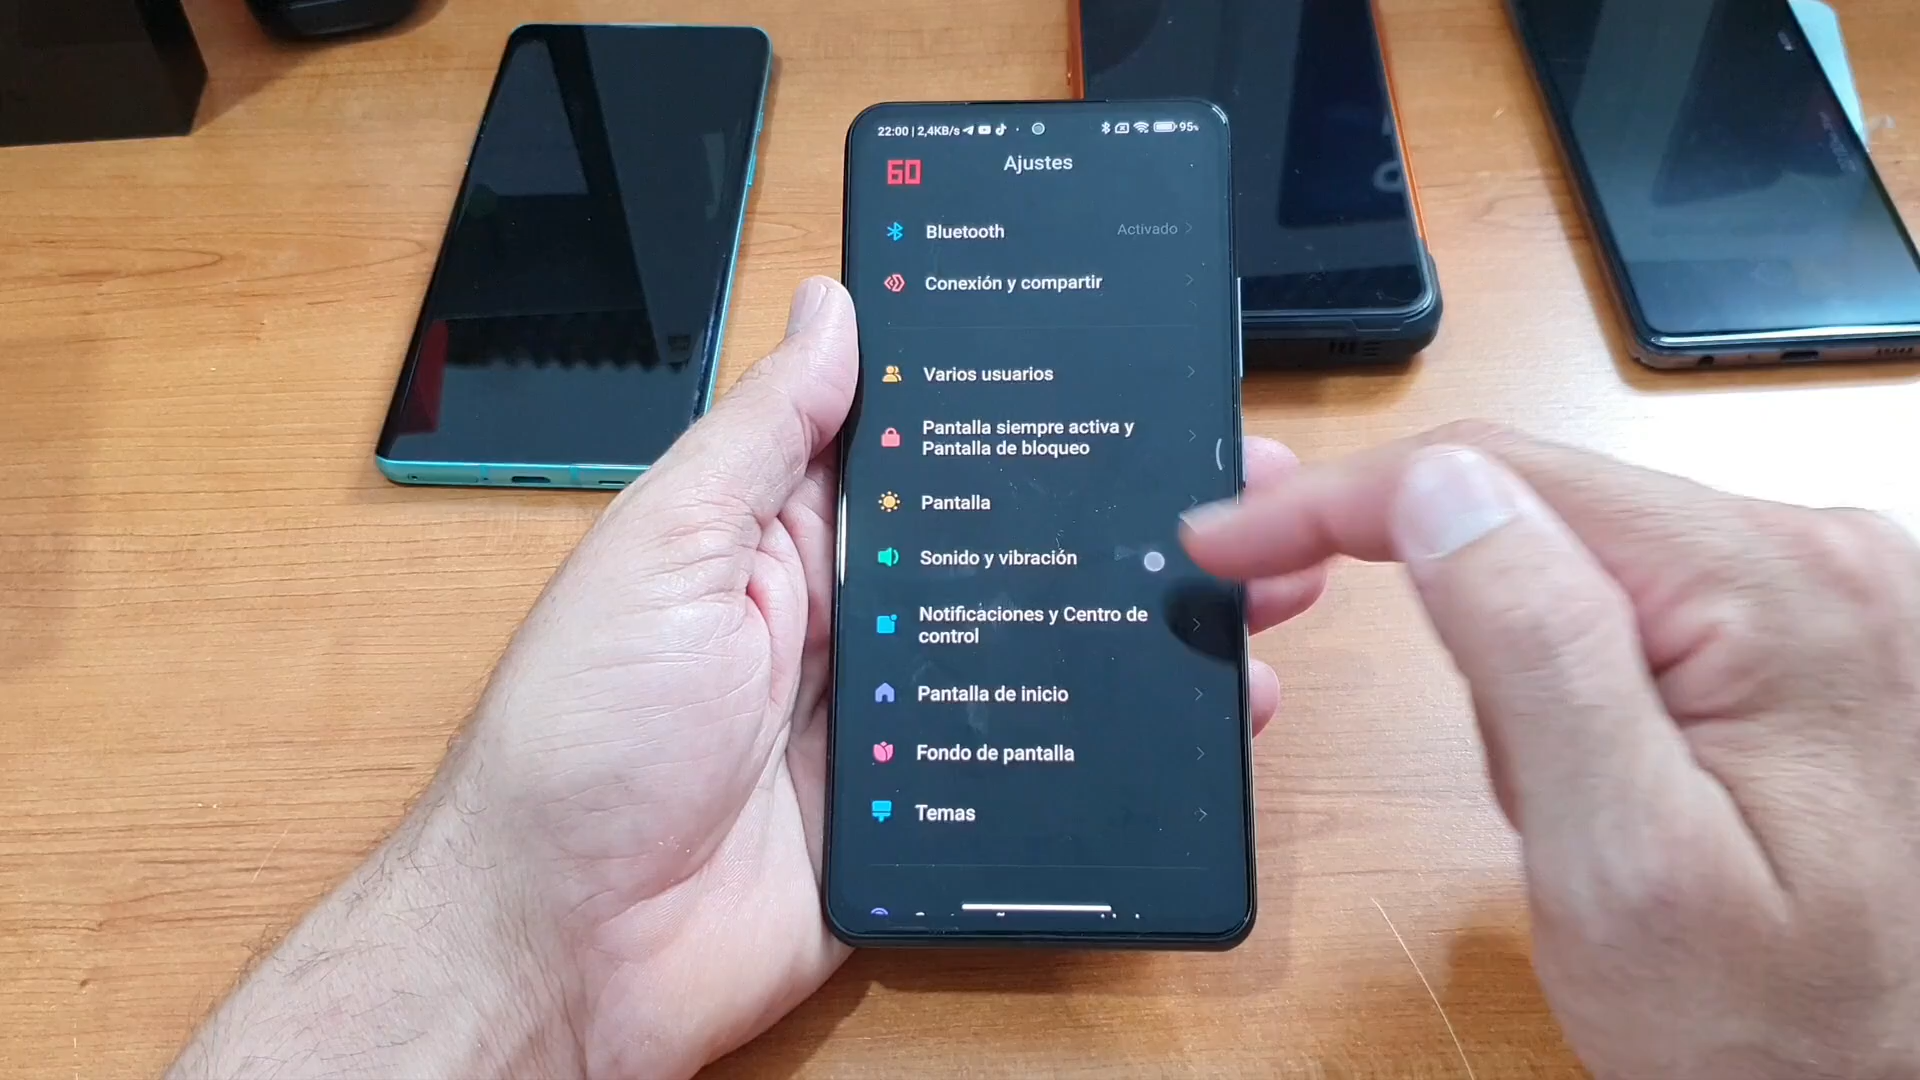 22:00 | 2,4KB/s 95%
60
Ajustes
Bluetooth Activado
Conexión y compartir
Varios usuarios
Pantalla siempre activa y
Pantalla de bloqueo
Pantalla
Sonido y vibración
Notificaciones y Centro de
control
Pantalla de inicio
Fondo de pantalla
Temas